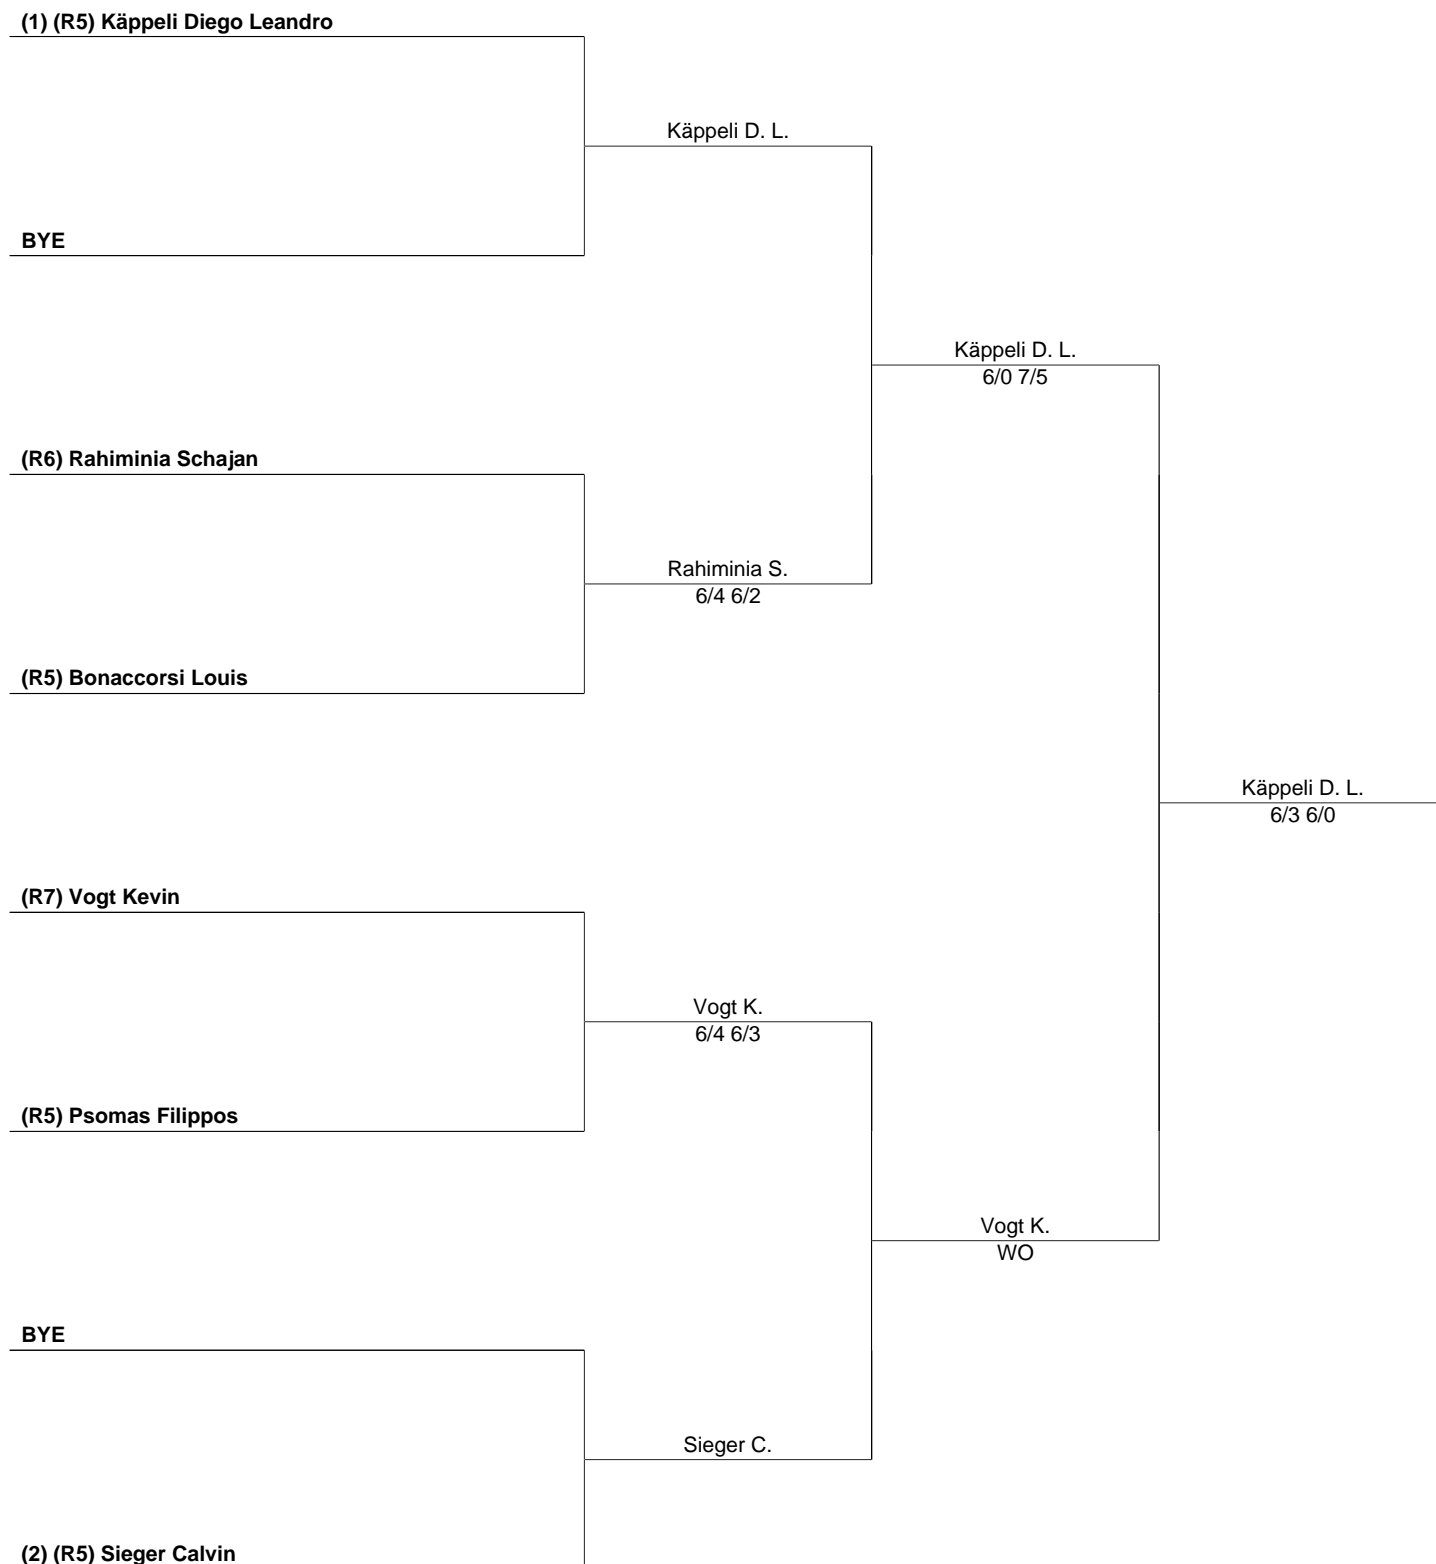 (1) (R5) Käppeli Diego Leandro
Käppeli D. L.
BYE
Käppeli D. L.
6/0 7/5
(R6) Rahiminia Schajan
Rahiminia S.
6/4 6/2
(R5) Bonaccorsi Louis
Käppeli D. L.
6/3 6/0
(R7) Vogt Kevin
Vogt K.
6/4 6/3
(R5) Psomas Filippos
Vogt K.
WO
BYE
Sieger C.
(2) (R5) Sieger Calvin